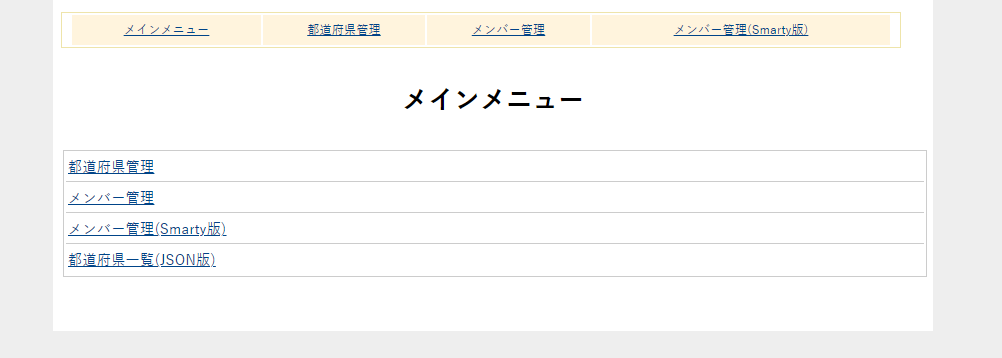 メインメニュー 都道府県管理 メンバー管理 メンバー管理(Smarty版)
メインメニュー
都道府県管理
メンバー管理
メンバー管理(Smarty版)
都道府県一覧(JSON版)